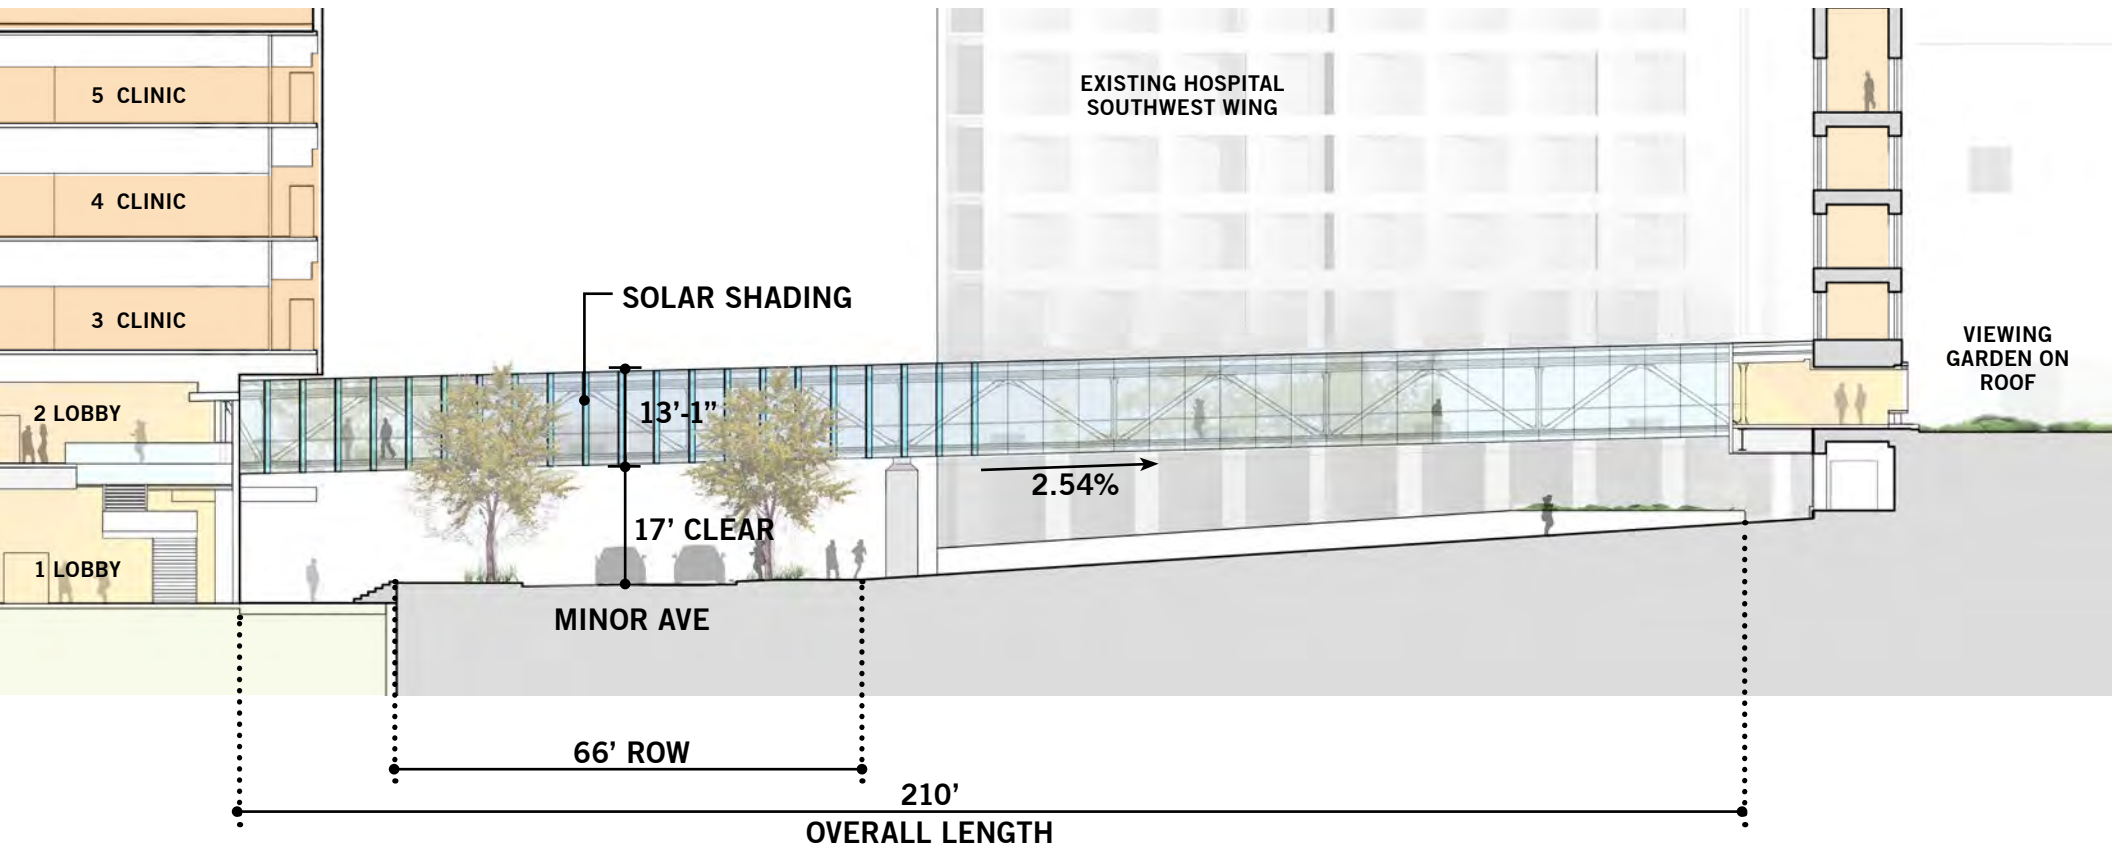 5 CLINIC
EXISTING HOSPITAL
SOUTHWEST WING
4 CLINIC
SOLAR SHADING
3 CLINIC
VIEWING
GARDEN ON
ROOF
2 LOBBY
13’-1”
2.54%
17’ CLEAR
1 LOBBY
MINOR AVE
66’ ROW
210’
OVERALL LENGTH